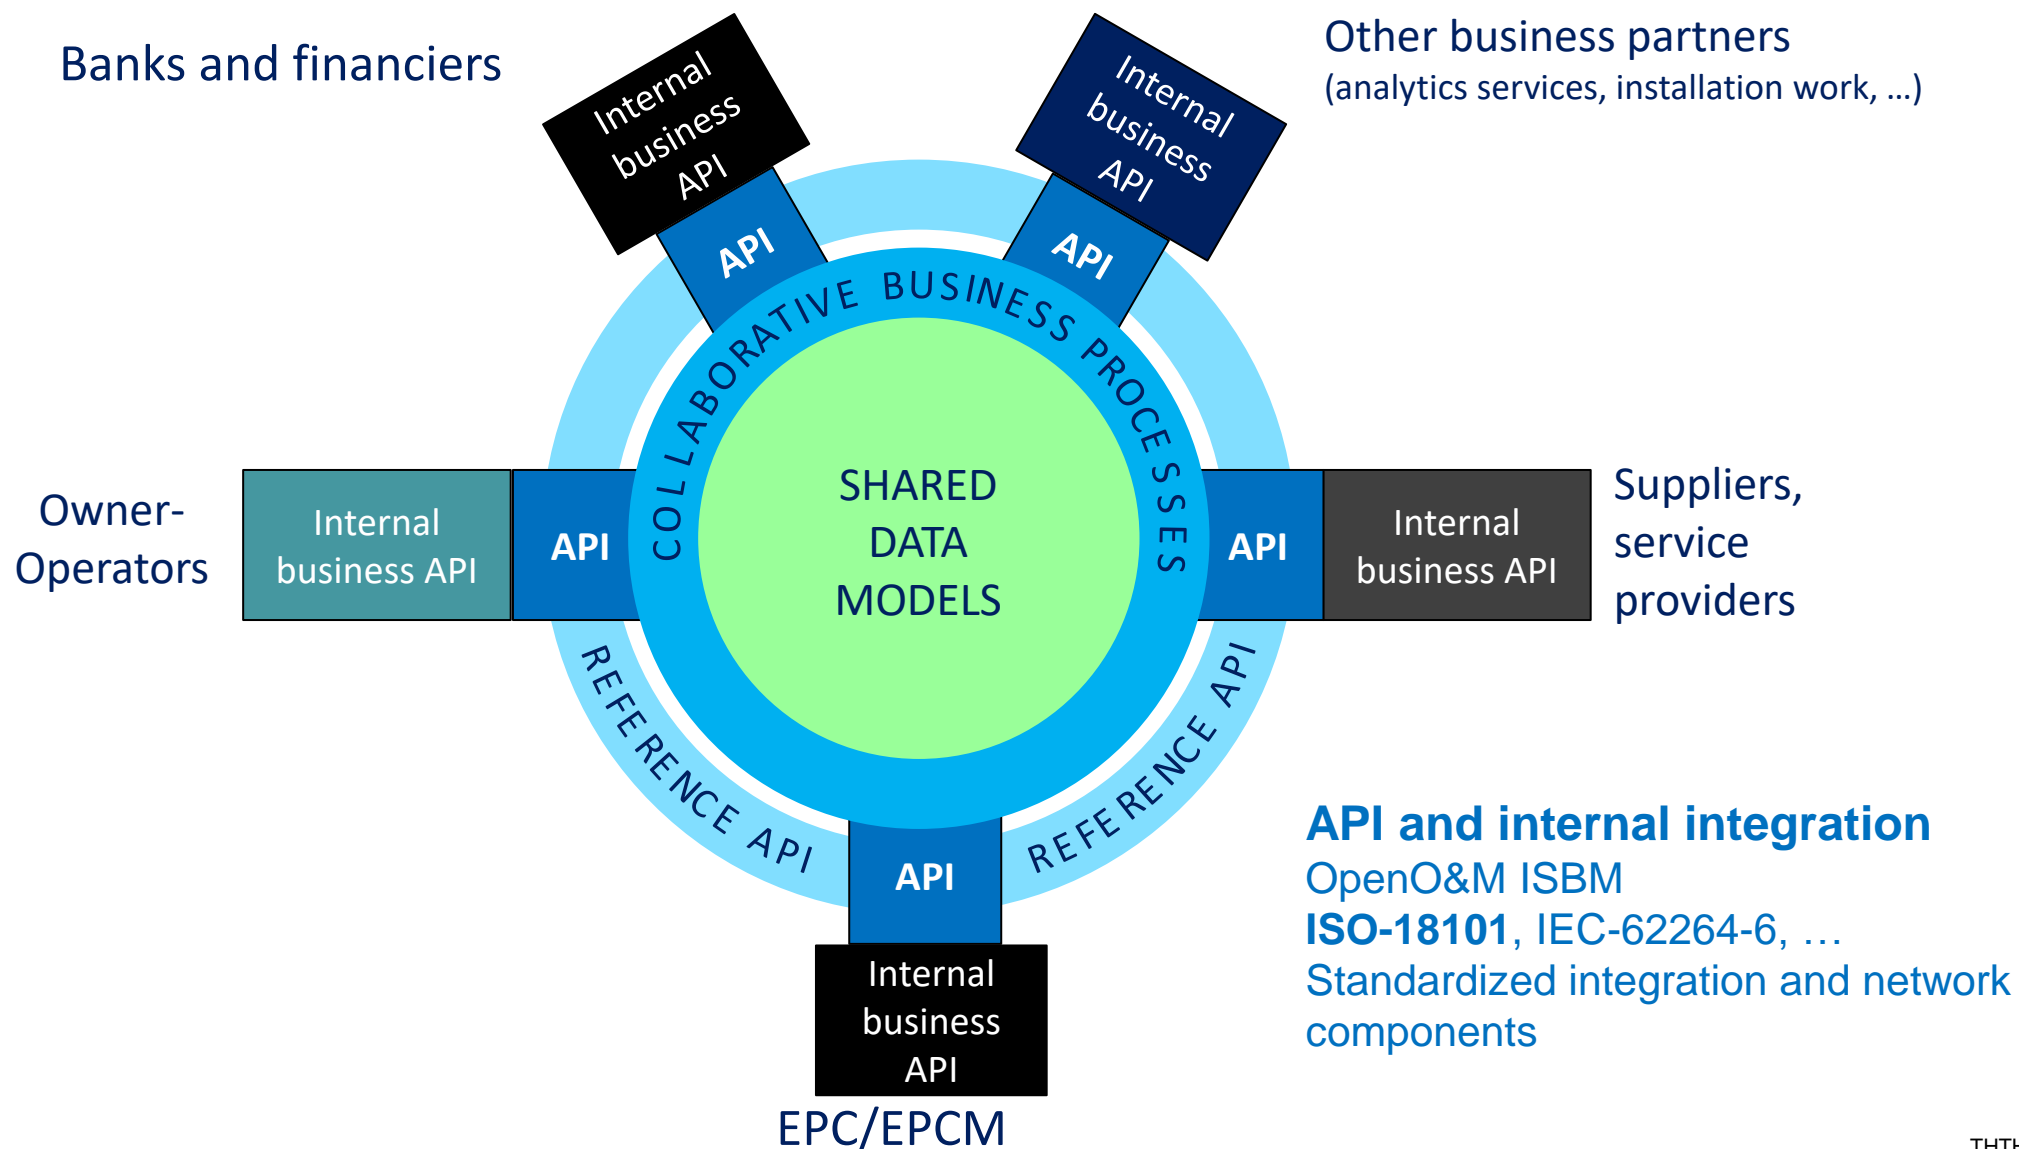 Banks and financiers
Other business partners
(analytics services, installation work, …)
Internal
business
API
API
Internal
business
API
API
COLLABORATIVE BUSINESS PROCESSES
SHARED
DATA
MODELS
Owner-
Operators
Internal
business API
API
API
Internal
business API
Suppliers,
service
providers
REFERENCE API
REFERENCE API
API
Internal
business
API
EPC/EPCM
API and internal integration
OpenO&M ISBM
ISO-18101, IEC-62264-6, …
Standardized integration and network
components